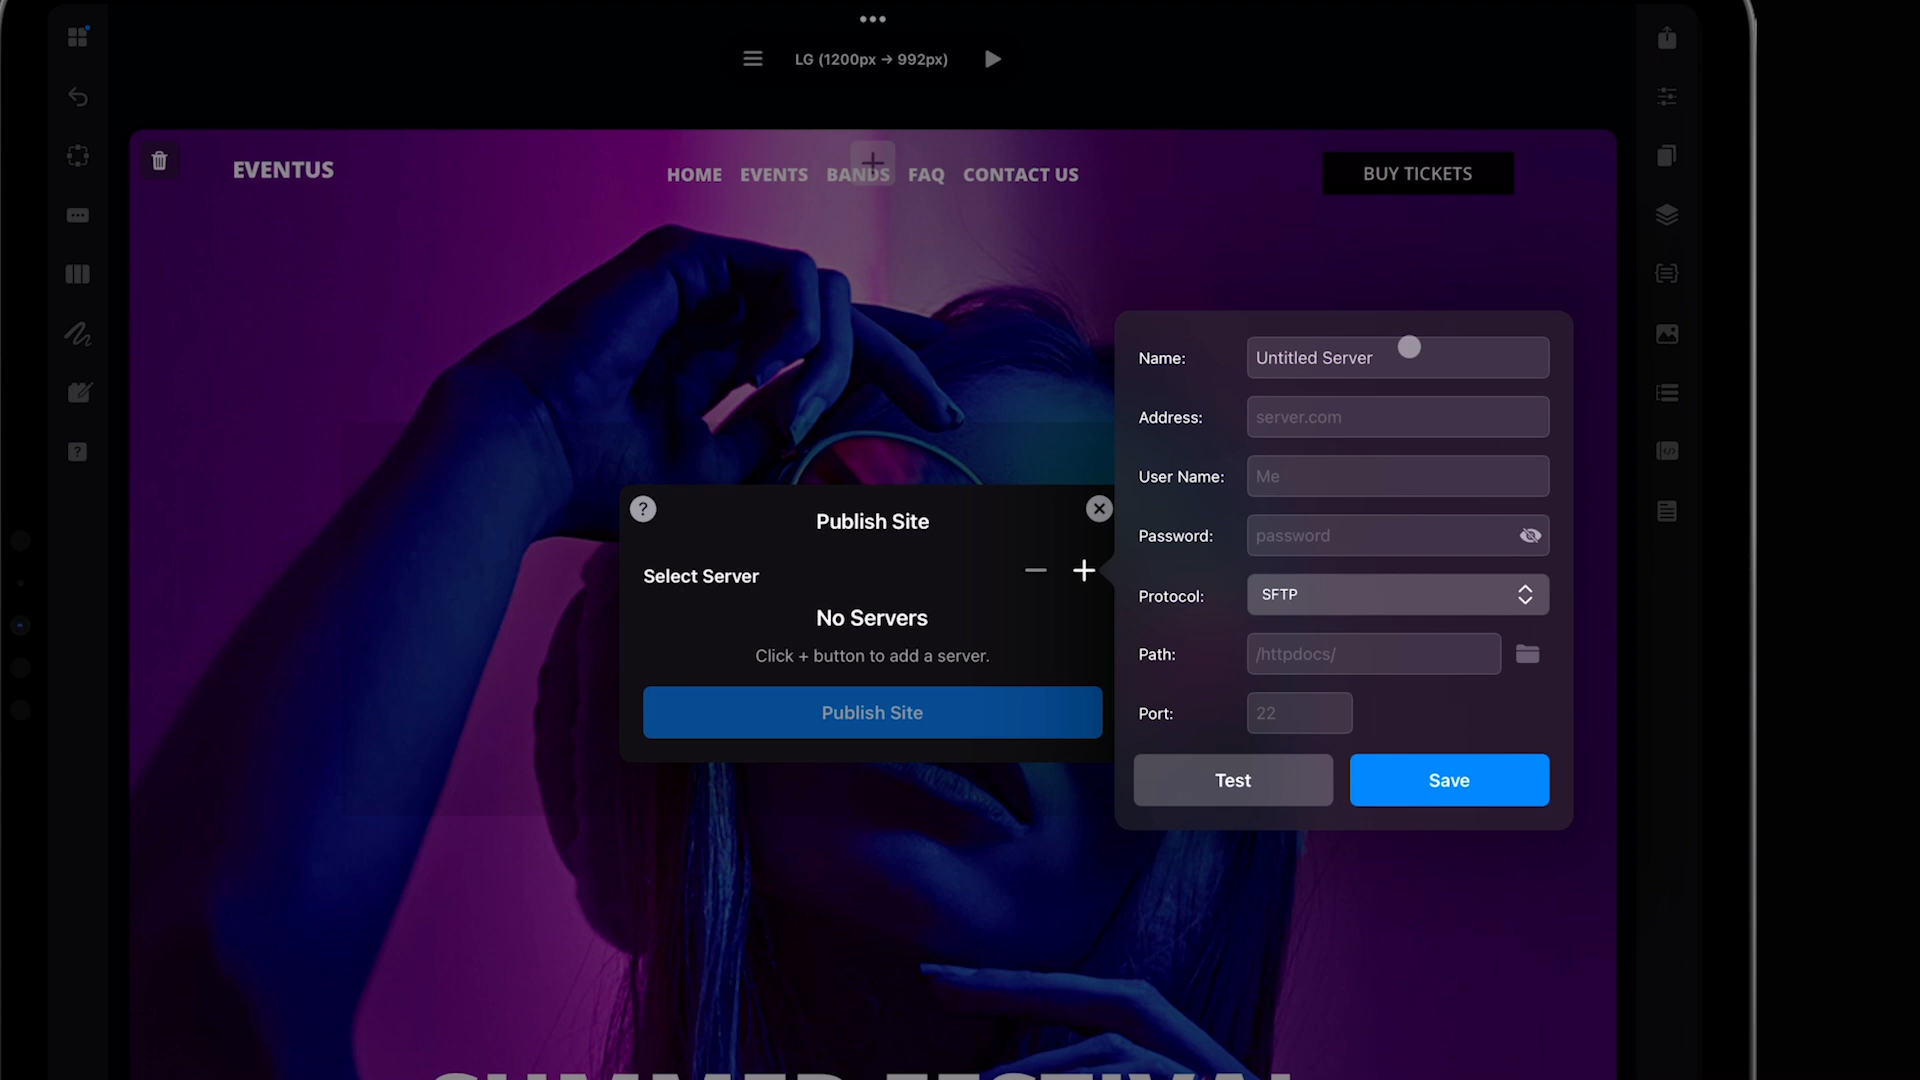 LG (1200px → 992px)
EVENTUS
HOME EVENTS BANDS FAQ CONTACT US
BUY TICKETS
Publish Site
Select Server
No Servers
Click + button to add a server.
Publish Site
Name: Untitled Server
Address: server.com
User Name: Me
Password: password
Protocol: SFTP
Path: /httpdocs/
Port: 22
Test Save
SUMMER FESTIVAL